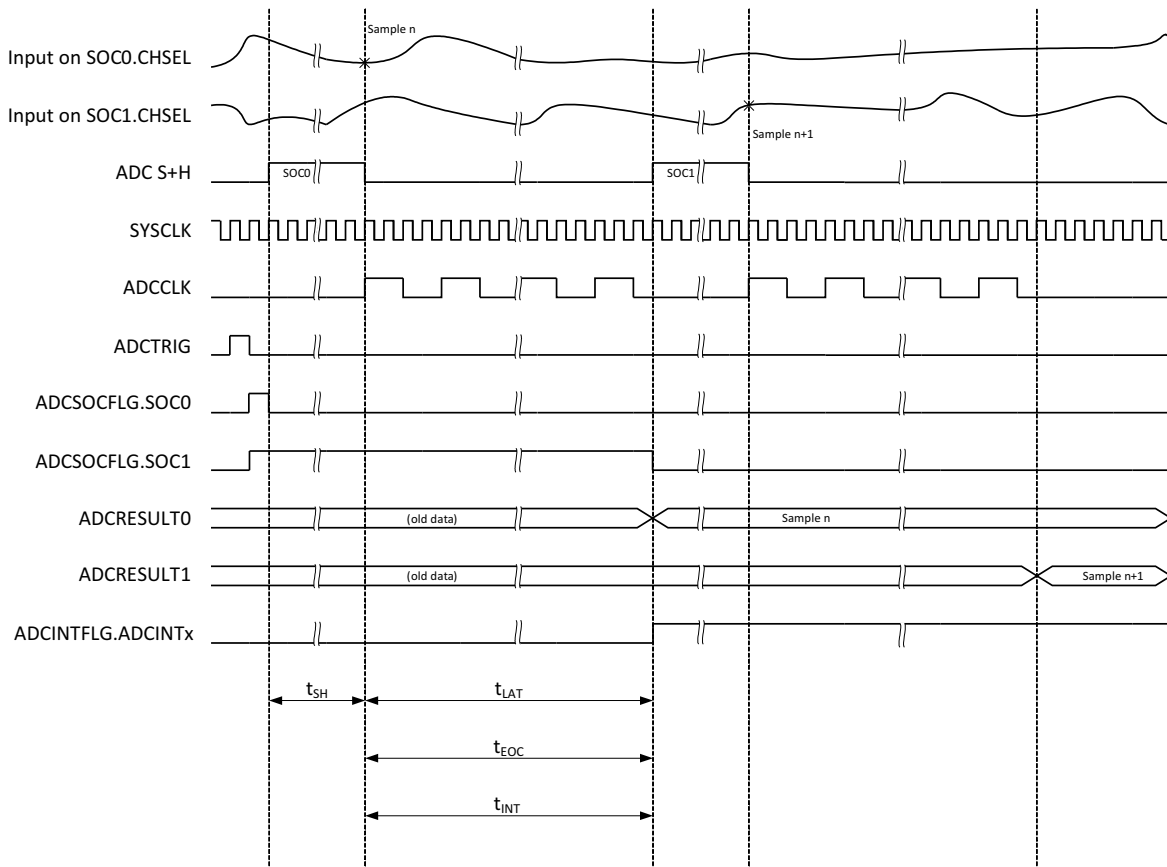 Sample n
Input on SOC0.CHSEL
Input on SOC1.CHSEL
Sample n+1
ADC S+H
SOC0
SOC1
SYSCLK
ADCCLK
ADCTRIG
ADCSOCFLG.SOC0
ADCSOCFLG.SOC1
ADCRESULT0
(old data)
Sample n
ADCRESULT1
(old data)
Sample n+1
ADCINTFLG.ADCINTx
tSH
tLAT
tEOC
tINT